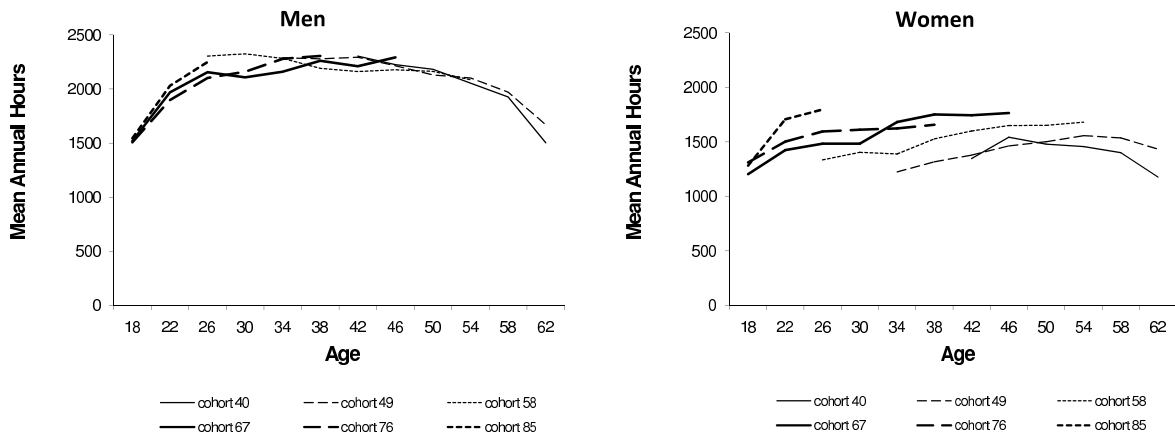 Men
Mean Annual Hours
2500
2000
1500
1000
500
0
18 22 26 30 34 38 42 46 50 54 58 62
Age
cohort 40 cohort 49 cohort 58
cohort 67 cohort 76 cohort 85
Women
Mean Annual Hours
2500
2000
1500
1000
500
0
18 22 26 30 34 38 42 46 50 54 58 62
Age
cohort 40 cohort 49 cohort 58
cohort 67 cohort 76 cohort 85